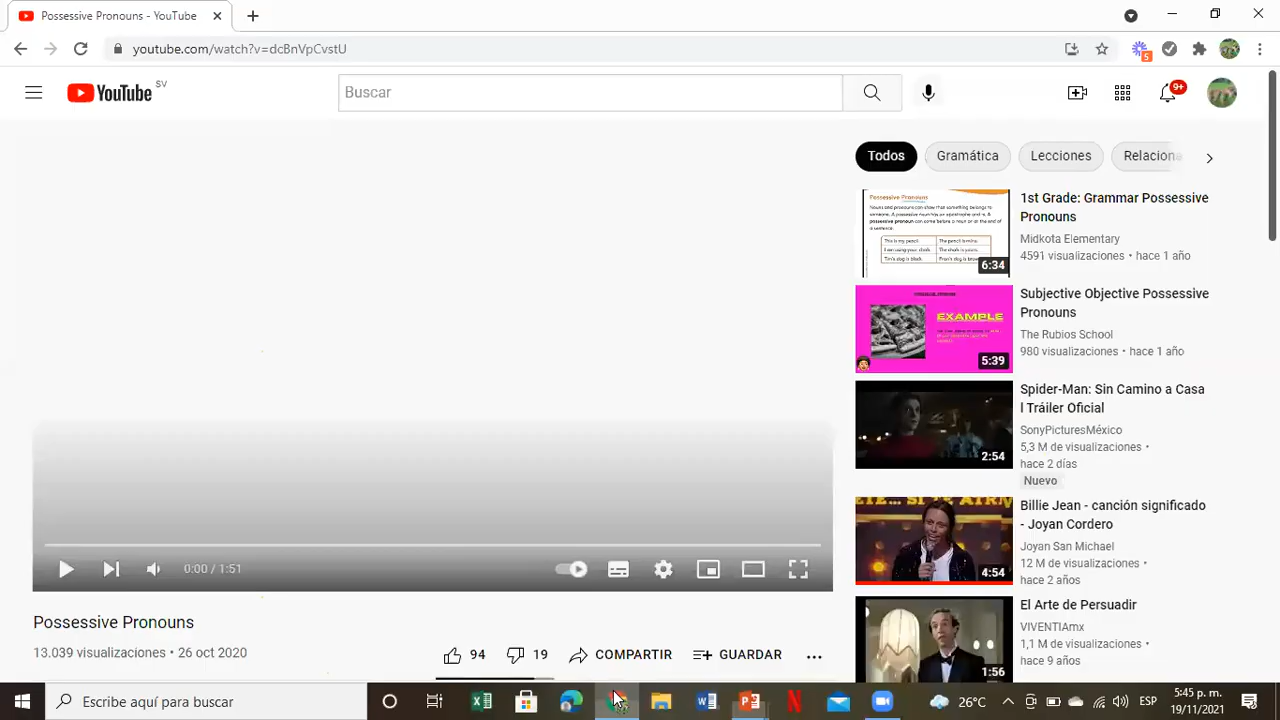 Possessive Pronouns - YouTube
youtube.com/watch?v=dcBnVpCvstU
5
YouTube SV
Buscar
9+
Todos
Gramática
Lecciones
Relaciona
Possessive Pronouns
6:34
1st Grade: Grammar Possessive
Pronouns
Midkota Elementary
4591 visualizaciones • hace 1 año
EXAMPLE
5:39
Subjective Objective Possessive
Pronouns
The Rubios School
980 visualizaciones • hace 1 año
2:54
Spider-Man: Sin Camino a Casa
l Tráiler Oficial
SonyPicturesMéxico
5,3 M de visualizaciones •
hace 2 días
Nuevo
4:54
Billie Jean - canción significado
- Joyan Cordero
Joyan San Michael
12 M de visualizaciones •
hace 2 años
1:56
El Arte de Persuadir
VIVENTIAmx
1,1 M de visualizaciones •
hace 9 años
0:00 / 1:51
Possessive Pronouns
13.039 visualizaciones • 26 oct 2020
94
19
COMPARTIR
GUARDAR
Escribe aquí para buscar
26°C
ESP
5:45 p. m.
19/11/2021